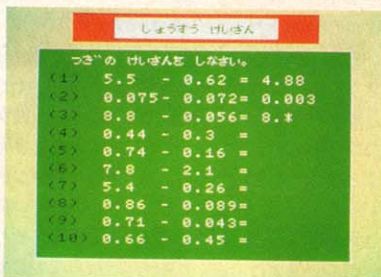 しょうすう けいさん
つぎの けいさんを しなさい。
(1) 5.5 - 0.62 = 4.88
(2) 0.075- 0.072= 0.003
(3) 8.8 - 0.056= 8.*
(4) 0.44 - 0.3 =
(5) 0.74 - 0.16 =
(6) 7.8 - 2.1 =
(7) 5.4 - 0.26 =
(8) 0.86 - 0.089=
(9) 0.71 - 0.043=
(10) 0.66 - 0.45 =